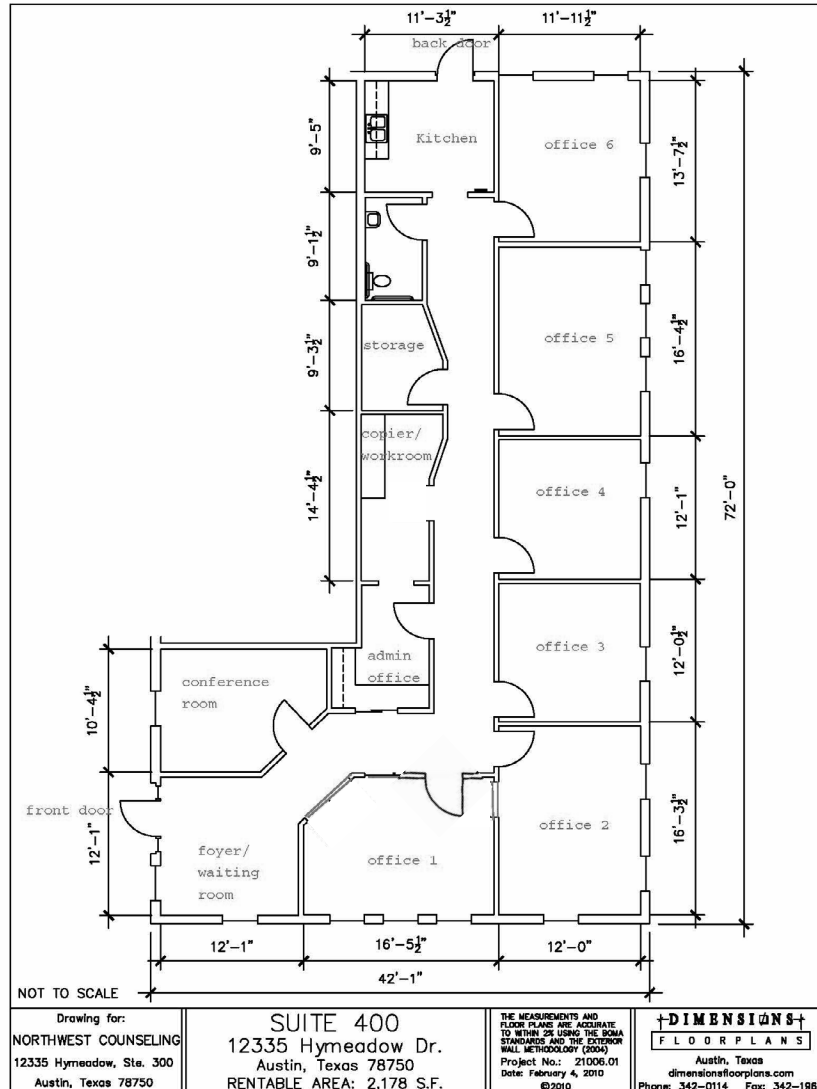 11'-3½"
11'-11½"
back door
9'-5"
Kitchen
office 6
13'-7½"
9'-1½"
9'-3½"
storage
office 5
16'-4½"
copier/
workroom
14'-4½"
office 4
12'-1"
72'-0"
admin
office
office 3
12'-0½"
conference
room
10'-4½"
front door
12'-1"
foyer/
waiting
room
office 1
office 2
16'-3½"
12'-1"
16'-5½"
12'-0"
42'-1"
NOT TO SCALE
Drawing for:
NORTHWEST COUNSELING
12335 Hymeadow, Ste. 300
Austin, Texas 78750
SUITE 400
12335 Hymeadow Dr.
Austin, Texas 78750
RENTABLE AREA: 2,178 S.F.
THE MEASUREMENTS AND
FLOOR PLANS ARE ACCURATE
TO WITHIN 2% USING THE BOMA
STANDARDS AND THE EXTERIOR
WALL METHODOLOGY (2004)
Project No.: 21006.01
Date: February 4, 2010
©2010
DIMENSIONS
FLOORPLANS
Austin, Texas
dimensionsfloorplans.com
Phone: 342-0114 Fax: 342-196